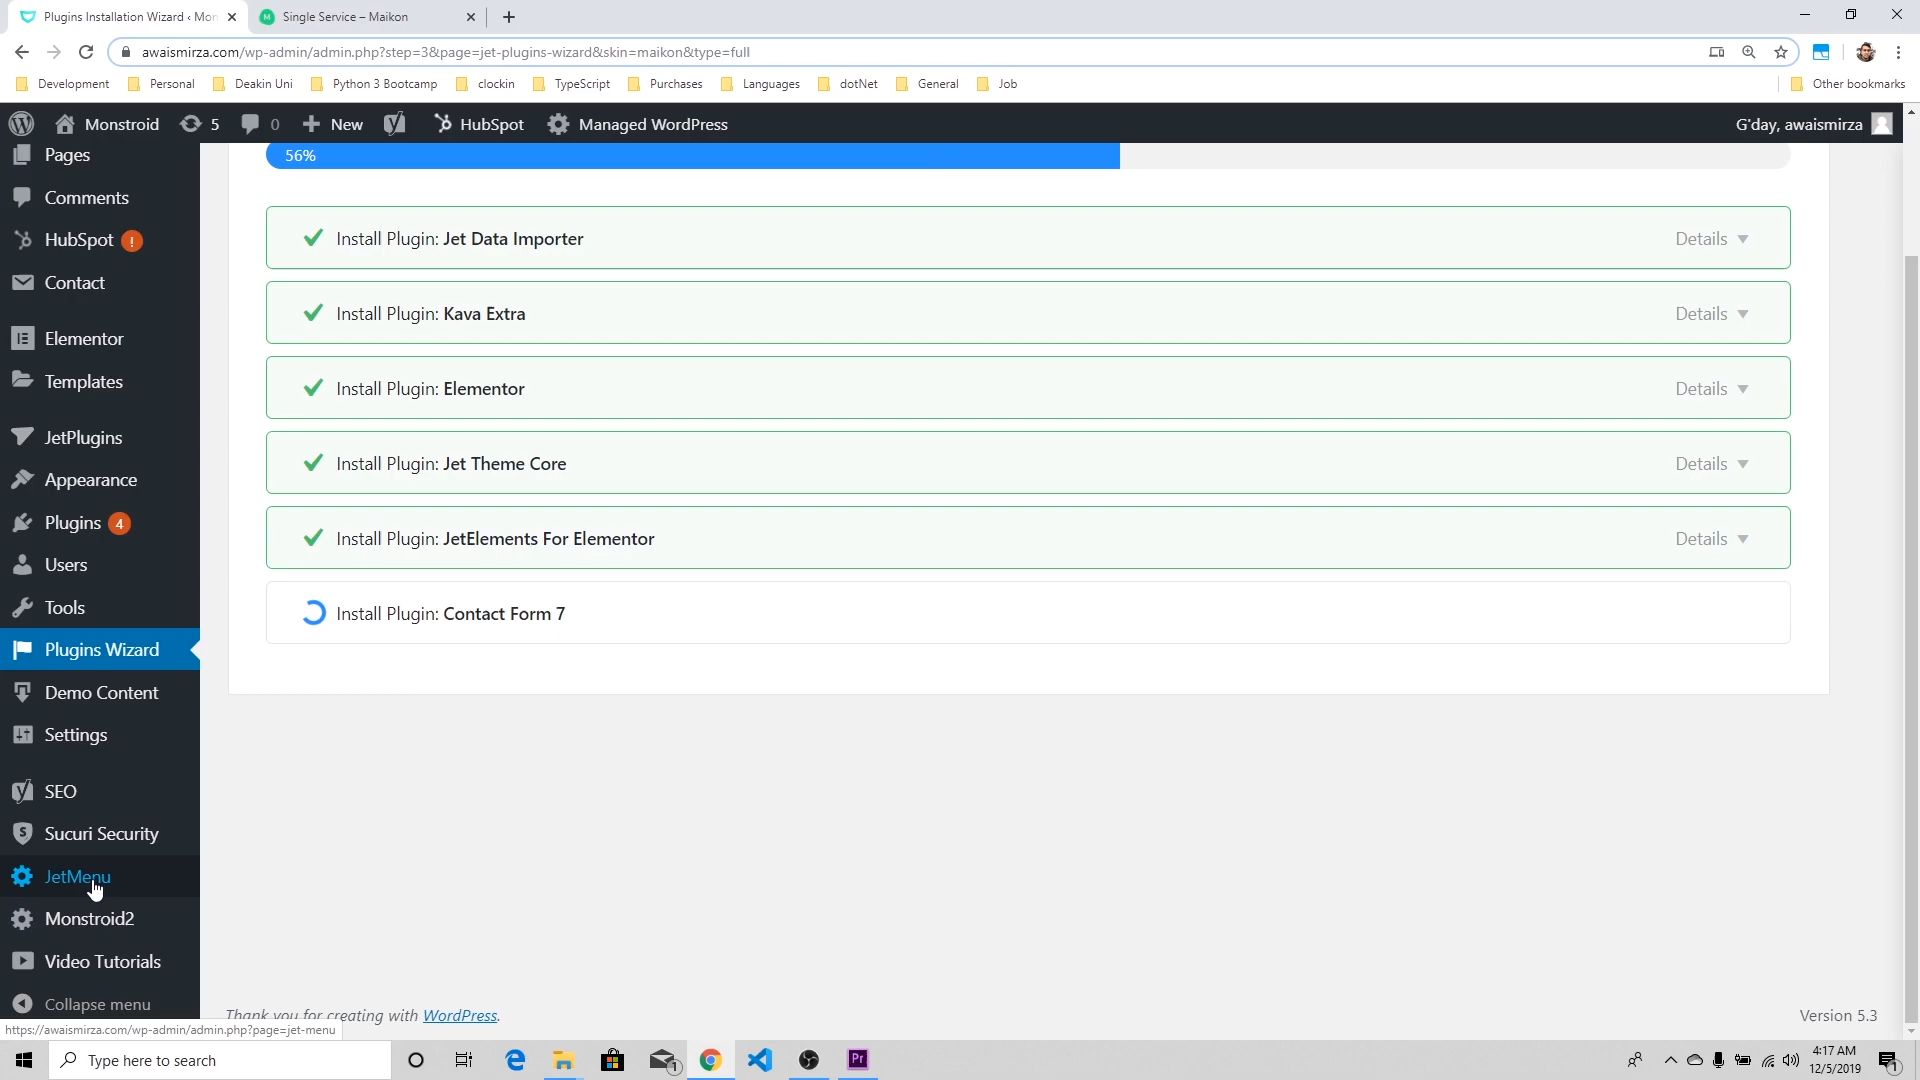 Plugins Installation Wizard ‹ Mon
Single Service – Maikon
awaismirza.com/wp-admin/admin.php?step=3&page=jet-plugins-wizard&skin=maikon&type=full
Development
Personal
Deakin Uni
Python 3 Bootcamp
clockin
TypeScript
Purchases
Languages
dotNet
General
Job
Other bookmarks
Monstroid
5
0
New
HubSpot
Managed WordPress
G'day, awaismirza
Pages
Comments
HubSpot !
Contact
Elementor
Templates
JetPlugins
Appearance
Plugins 4
Users
Tools
Plugins Wizard
Demo Content
Settings
SEO
Sucuri Security
JetMenu
Monstroid2
Video Tutorials
Collapse menu
56%
Install Plugin: Jet Data Importer Details
Install Plugin: Kava Extra Details
Install Plugin: Elementor Details
Install Plugin: Jet Theme Core Details
Install Plugin: JetElements For Elementor Details
Install Plugin: Contact Form 7
Thank you for creating with WordPress.
Version 5.3
https://awaismirza.com/wp-admin/admin.php?page=jet-menu
Type here to search
1
Pr
4:17 AM
12/5/2019
1